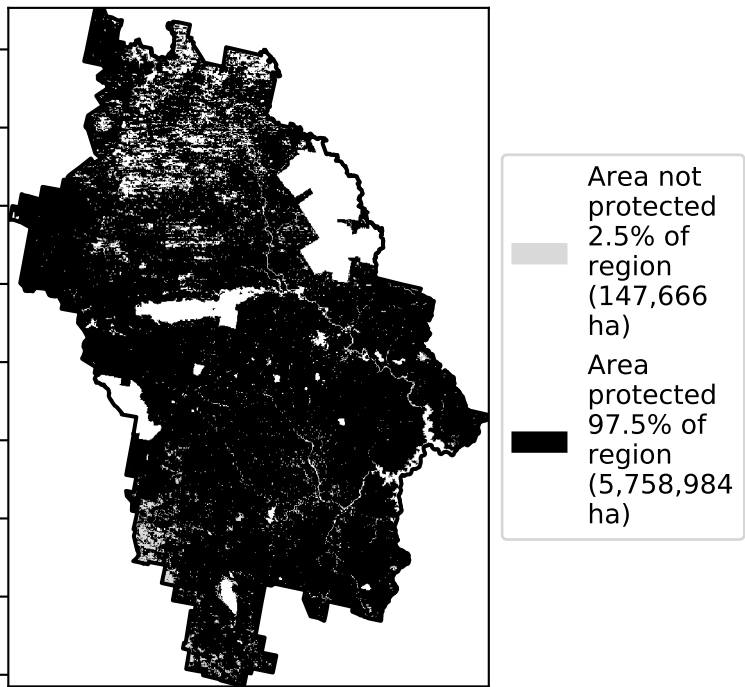 Area not
protected
2.5% of
region
(147,666
ha)
Area
protected
97.5% of
region
(5,758,984
ha)